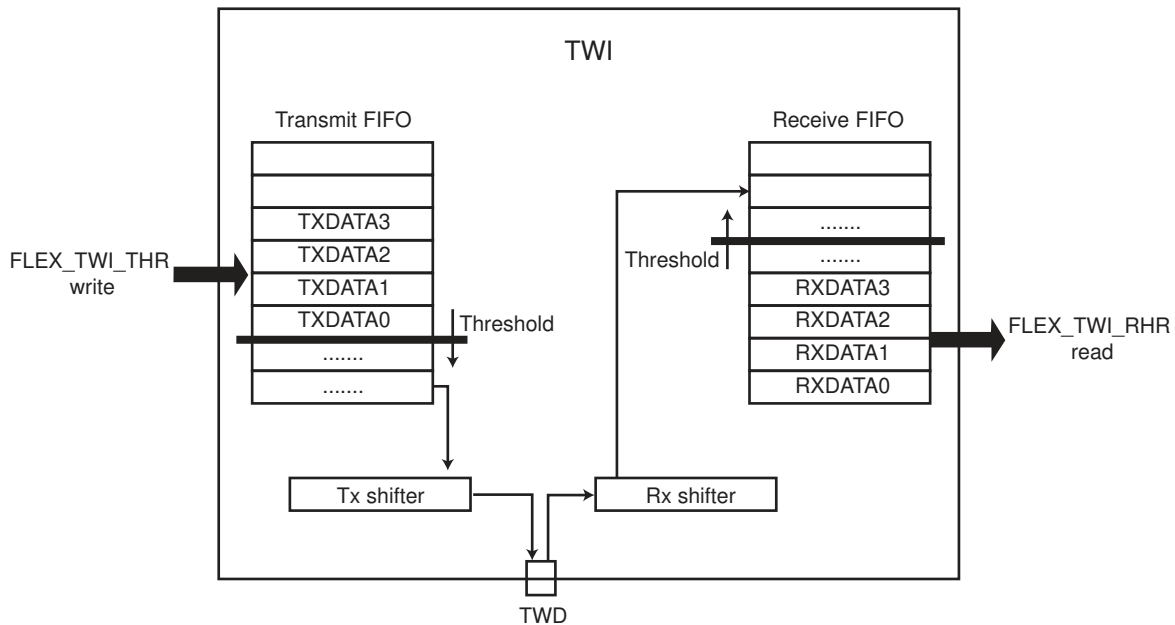 TWI
Transmit FIFO
TXDATA3
TXDATA2
TXDATA1
TXDATA0
.......
.......
FLEX_TWI_THR
write
Threshold
Receive FIFO
.......
.......
RXDATA3
RXDATA2
RXDATA1
RXDATA0
Threshold
FLEX_TWI_RHR
read
Tx shifter
Rx shifter
TWD